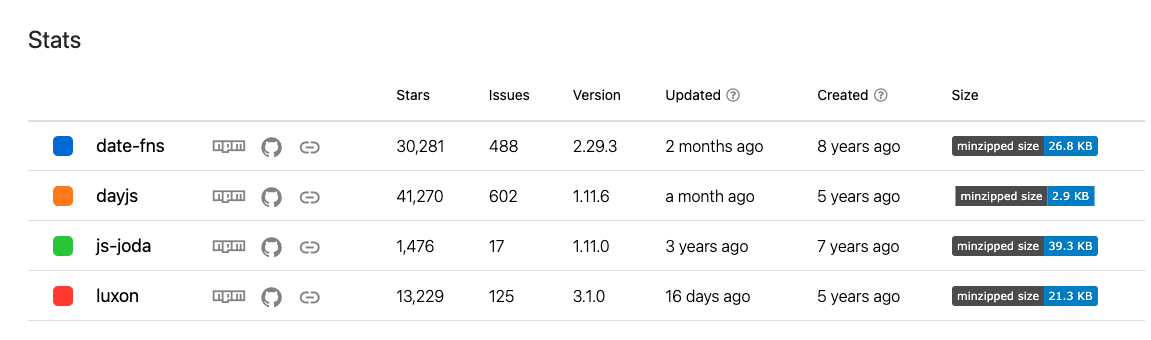 Stats
Stars Issues Version Updated ? Created ? Size
date-fns npm 30,281 488 2.29.3 2 months ago 8 years ago minzipped size 26.8 KB
dayjs npm 41,270 602 1.11.6 a month ago 5 years ago minzipped size 2.9 KB
js-joda npm 1,476 17 1.11.0 3 years ago 7 years ago minzipped size 39.3 KB
luxon npm 13,229 125 3.1.0 16 days ago 5 years ago minzipped size 21.3 KB